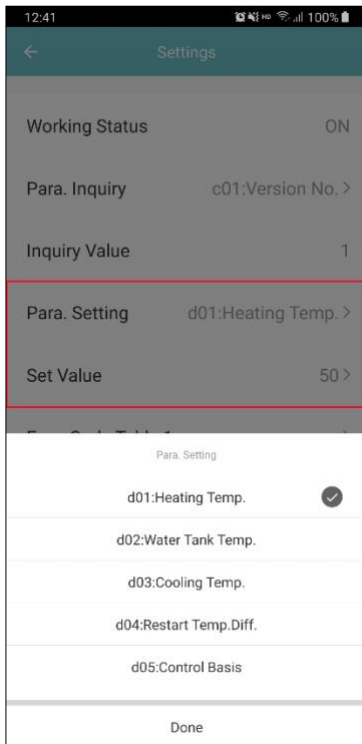 12:41 100%
Settings
Working Status ON
Para. Inquiry c01:Version No. >
Inquiry Value 1
Para. Setting d01:Heating Temp. >
Set Value 50 >
Para. Setting
d01:Heating Temp.
d02:Water Tank Temp.
d03:Cooling Temp.
d04:Restart Temp.Diff.
d05:Control Basis
Done